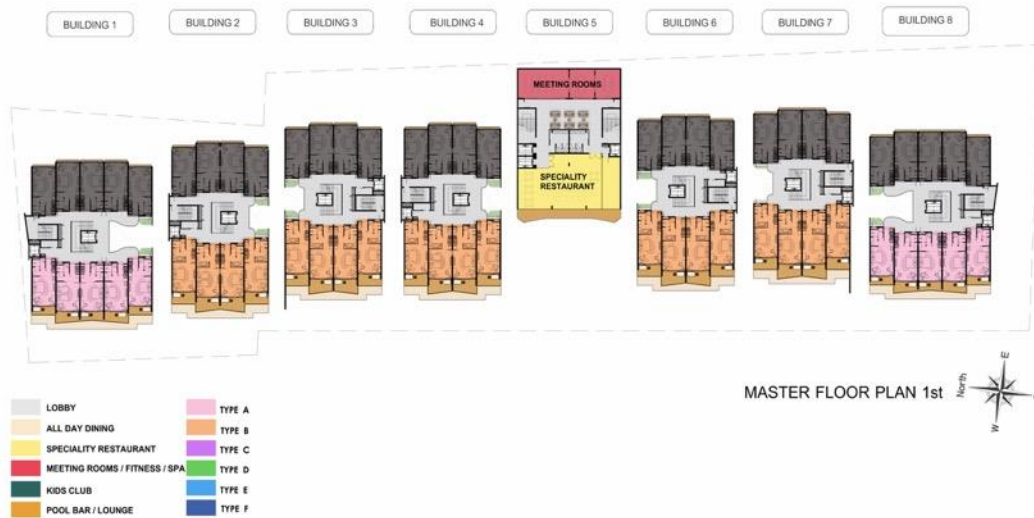 BUILDING 1
BUILDING 2
BUILDING 3
BUILDING 4
BUILDING 5
BUILDING 6
BUILDING 7
BUILDING 8
MEETING ROOMS
SPECIALITY
RESTAURANT
MASTER FLOOR PLAN 1st
North
E
W
LOBBY
ALL DAY DINING
SPECIALITY RESTAURANT
MEETING ROOMS / FITNESS / SPA
KIDS CLUB
POOL BAR / LOUNGE
TYPE A
TYPE B
TYPE C
TYPE D
TYPE E
TYPE F